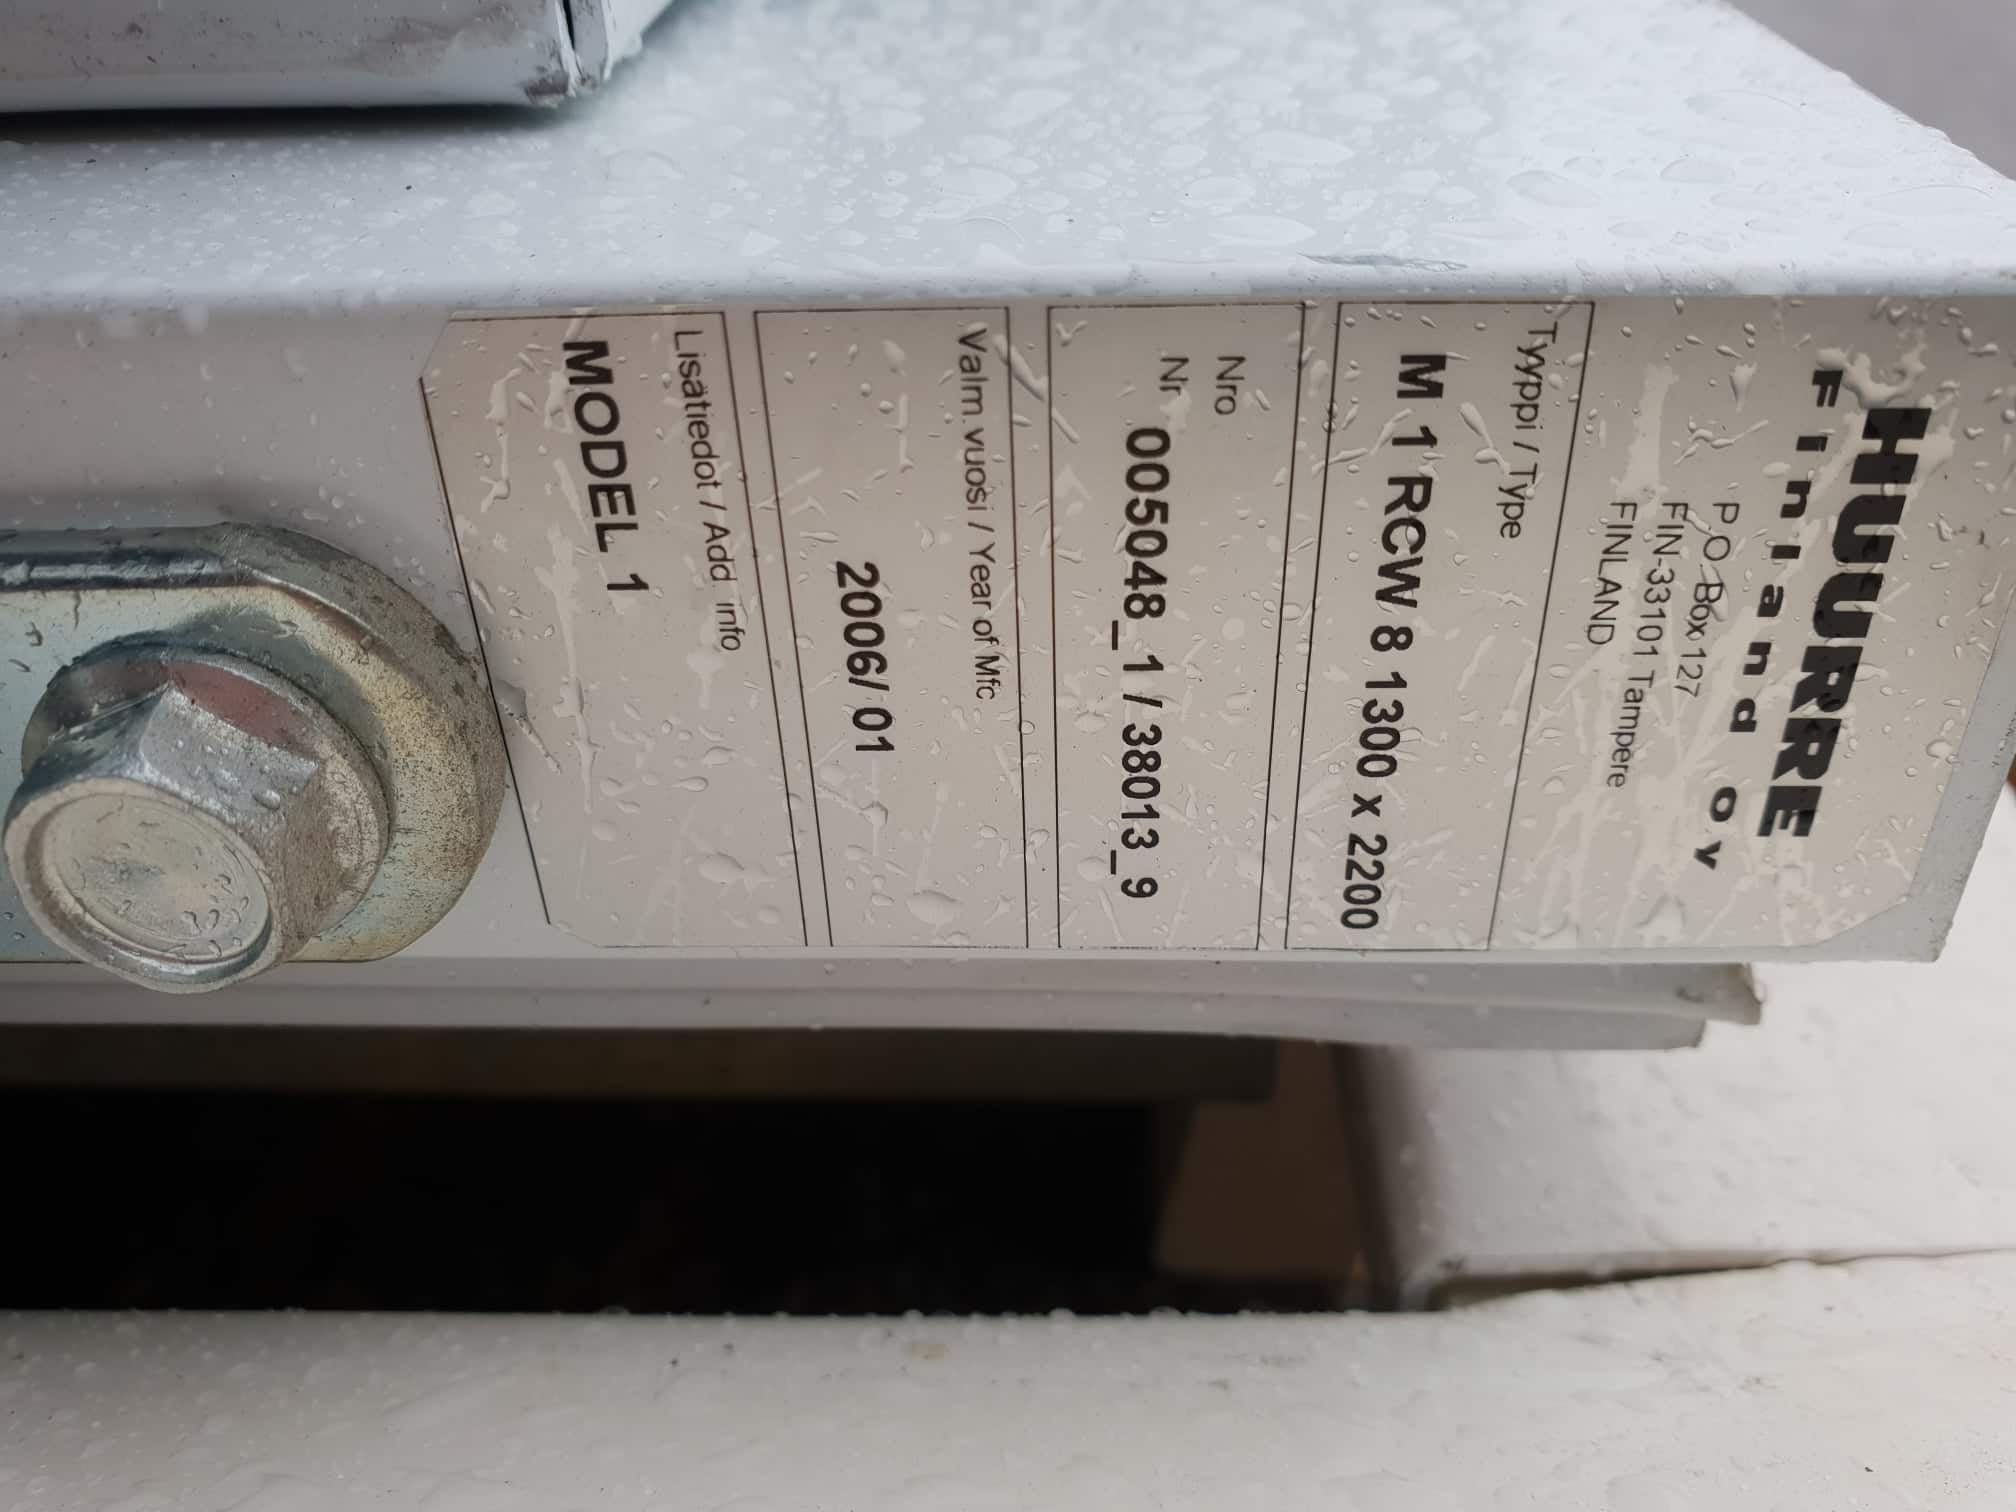 HUURRE
Finland Oy
P.O.Box 127
FIN-33101 Tampere
FINLAND
Tyyppi / Type
M 1 RCW 8 1300 x 2200
Nro
Nr 005048_1 / 38013_9
Valm.vuosi / Year of Mfc
2006/ 01
Lisätiedot / Add. info
MODEL 1